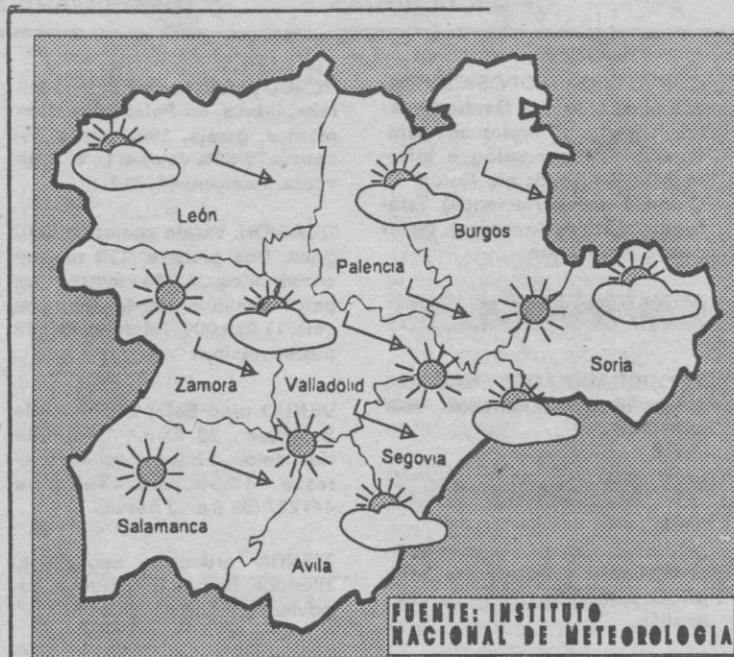 León
Burgos
Palencia
Soria
Zamora
Valladolid
Segovia
Salamanca
Avila
FUENTE: INSTITUTO
NACIONAL DE METEOROLOGIA